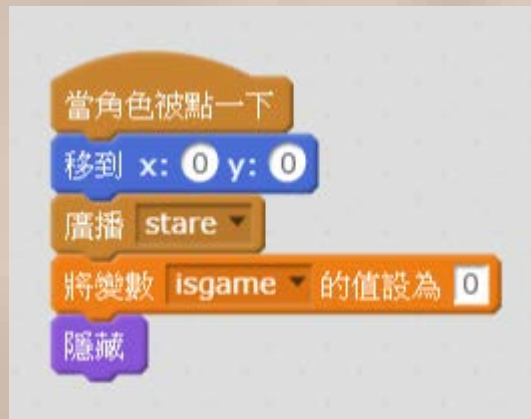 當角色被點一下
移到 x: 0 y: 0
廣播 stare
將變數 isgame 的值設為 0
隱藏